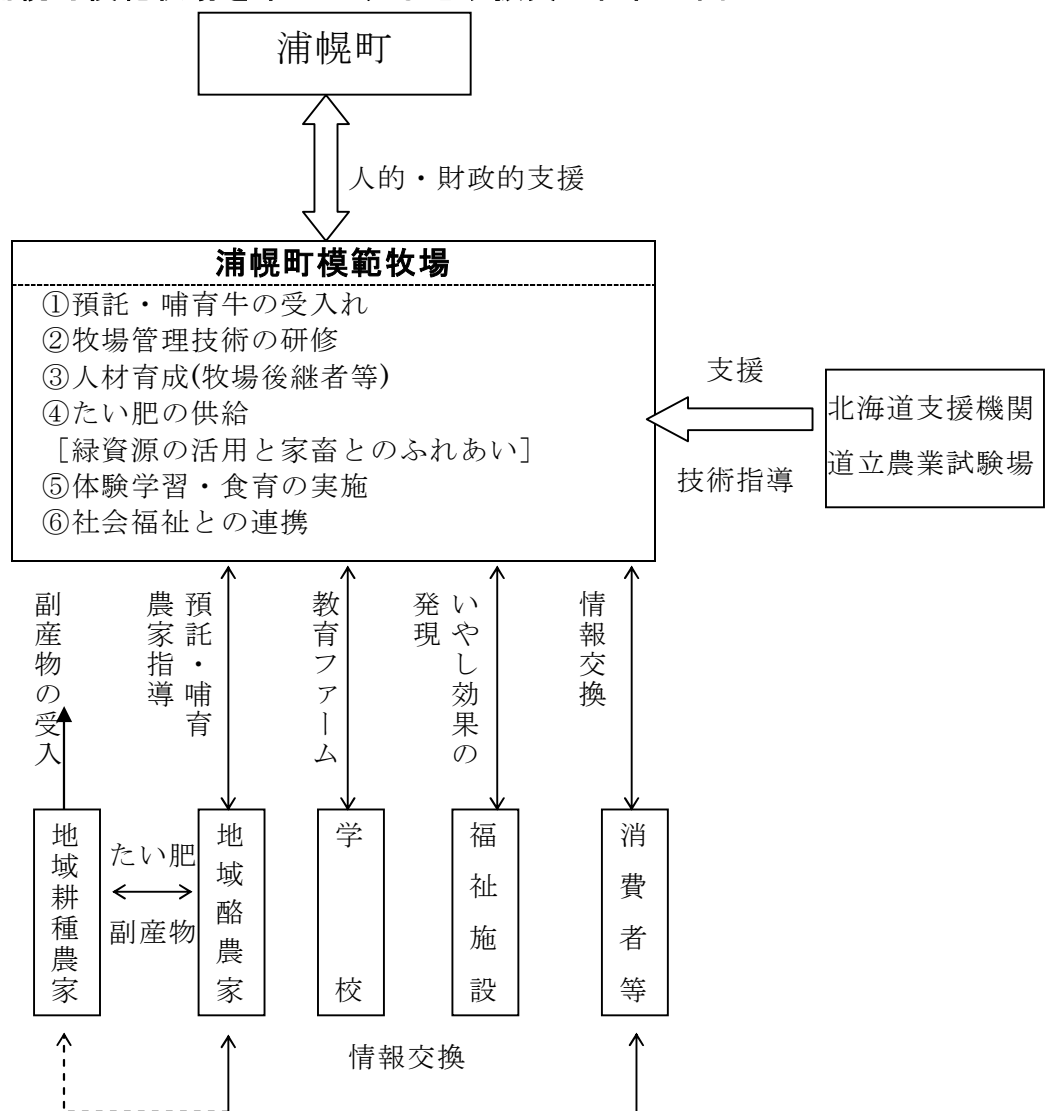 浦幌町
人的・財政的支援
浦幌町模範牧場
①預託・哺育牛の受入れ
②牧場管理技術の研修
③人材育成(牧場後継者等)
④たい肥の供給
［緑資源の活用と家畜とのふれあい］
⑤体験学習・食育の実施
⑥社会福祉との連携
支援
技術指導
北海道支援機関
道立農業試験場
副産物の受入
預託・哺育
農家指導
教育ファーム
いやし効果の
発現
情報交換
地域耕種農家
たい肥
副産物
地域酪農家
学校
福祉施設
消費者等
情報交換